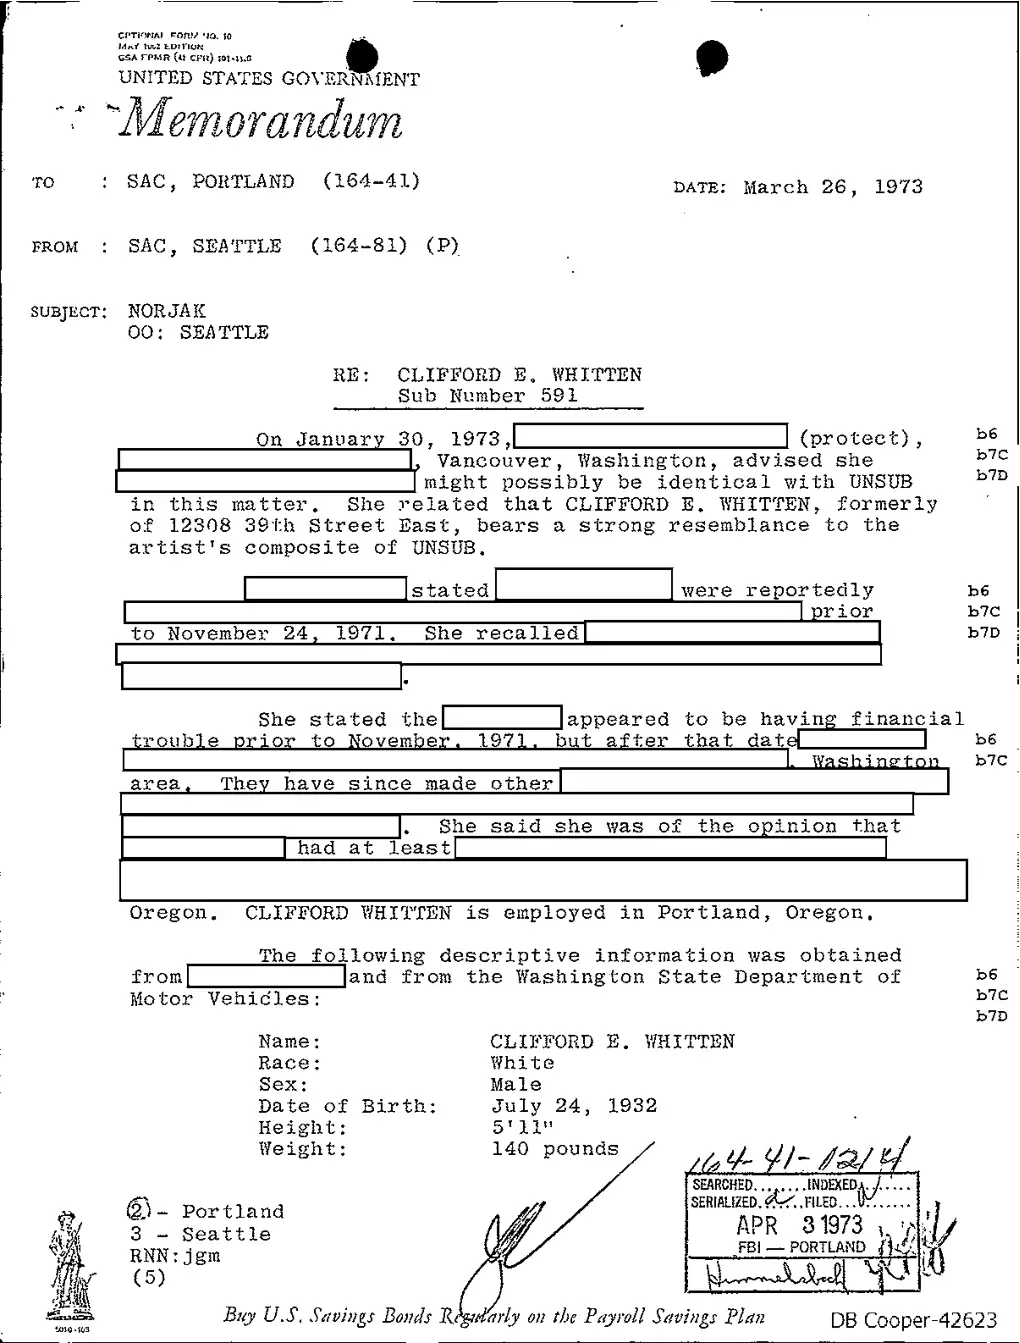 OPTIONAL FORM NO. 10
MAY 1962 EDITION
GSA FPMR (41 CFR) 101-11.6
UNITED STATES GOVERNMENT
Memorandum
TO : SAC, PORTLAND (164-41)
DATE: March 26, 1973
FROM : SAC, SEATTLE (164-81) (P)
SUBJECT: NORJAK
OO: SEATTLE
RE: CLIFFORD E. WHITTEN
Sub Number 591
On January 30, 1973, (protect), b6
, Vancouver, Washington, advised she b7C
might possibly be identical with UNSUB b7D
in this matter. She related that CLIFFORD E. WHITTEN, formerly
of 12308 39th Street East, bears a strong resemblance to the
artist's composite of UNSUB.
stated were reportedly b6
prior b7C
to November 24, 1971. She recalled b7D
.
She stated the appeared to be having financial
trouble prior to November, 1971, but after that date b6
, Washington b7C
area. They have since made other
. She said she was of the opinion that
had at least
Oregon. CLIFFORD WHITTEN is employed in Portland, Oregon.
The following descriptive information was obtained
from and from the Washington State Department of b6
Motor Vehicles: b7C
b7D
Name: CLIFFORD E. WHITTEN
Race: White
Sex: Male
Date of Birth: July 24, 1932
Height: 5'11"
Weight: 140 pounds
164-41-1214
SEARCHED........INDEXED.......
SERIALIZED......FILED..........
APR 3 1973
FBI — PORTLAND
Himmelsbach
2 - Portland
3 - Seattle
RNN:jgm
(5)
Buy U.S. Savings Bonds Regularly on the Payroll Savings Plan
5010-108
DB Cooper-42623